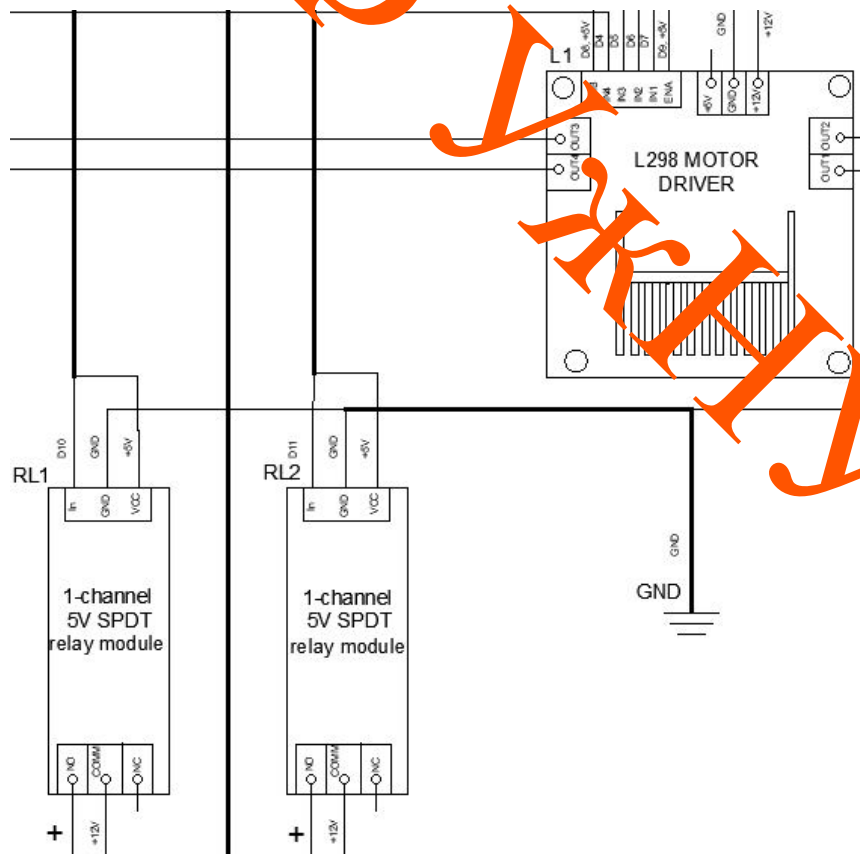 L1
D8, +5V
D4
D5
D6
D7
D9, +5V
GND
+12V
IN4
IN3
IN2
IN1
ENA
+5V
GND
+12V
OUT3
OUT4
OUT2
OUT1
L298 MOTOR
DRIVER
D10
GND
+5V
RL1
In
GND
VCC
1-channel
5V SPDT
relay module
NO
COMM
NC
+
+12V
D11
GND
+5V
RL2
In
GND
VCC
1-channel
5V SPDT
relay module
NO
COMM
NC
+
+12V
GND
GND